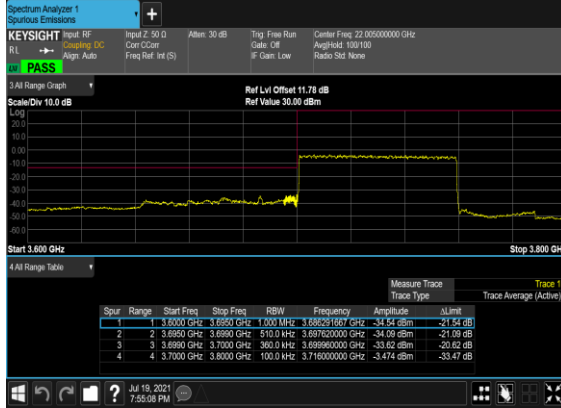 Spectrum Analyzer 1
Spurious Emissions
+
KEYSIGHT Input: RF Input Z: 50 Ω Atten: 30 dB Trig: Free Run Center Freq: 22.005000000 GHz
RL Coupling: DC Corr CCorr Gate: Off Avg|Hold: 100/100
Align: Auto Freq Ref: Int (S) IF Gain: Low Radio Std: None
PASS
3 All Range Graph
Ref Lvl Offset 11.78 dB
Scale/Div 10.0 dB Ref Value 30.00 dBm
Log
20.0
10.0
0.00
-10.0
-20.0
-30.0
-40.0
-50.0
-60.0
Start 3.600 GHz Stop 3.800 GH
4 All Range Table
Measure Trace Trace 1
Trace Type Trace Average (Active)
Spur Range Start Freq Stop Freq RBW Frequency Amplitude ΔLimit
1 1 3.6000 GHz 3.6950 GHz 1.000 MHz 3.686291667 GHz -34.54 dBm -21.54 dB
2 2 3.6950 GHz 3.6990 GHz 510.0 kHz 3.697620000 GHz -34.09 dBm -21.09 dB
3 3 3.6990 GHz 3.7000 GHz 360.0 kHz 3.699960000 GHz -33.62 dBm -20.62 dB
4 4 3.7000 GHz 3.8000 GHz 100.0 kHz 3.716000000 GHz -3.474 dBm -33.47 dB
? Jul 19, 2021
7:55:08 PM